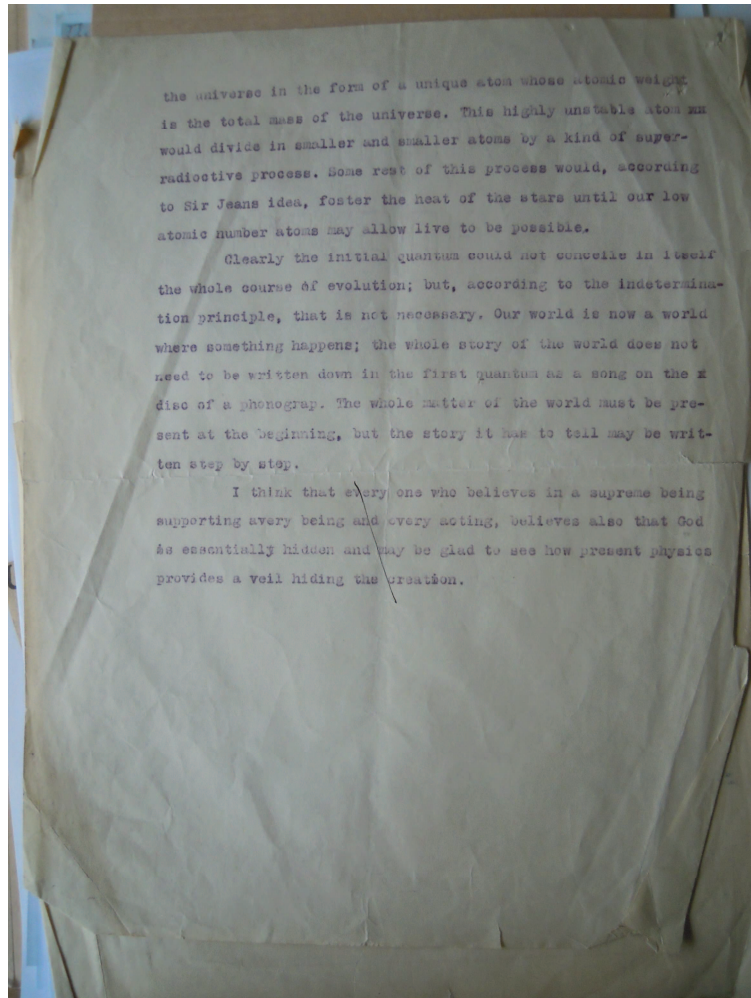 the universe in the form of a unique atom whose atomic weight
is the total mass of the universe. This highly unstable atom xx
would divide in smaller and smaller atoms by a kind of super-
radioctive process. Some rest of this process would, according
to Sir Jeans idea, foster the heat of the stars until our low
atomic number atoms may allow live to be possible.
Clearly the initial quantum could not conceile in itself
the whole course of evolution; but, according to the indetermina-
tion principle, that is not necessary. Our world is now a world
where something happens; the whole story of the world does not
need to be written down in the first quantum as a song on the x
disc of a phonograp. The whole matter of the world must be pre-
sent at the beginning, but the story it has to tell may be writ-
ten step by step.
I think that every one who believes in a supreme being
supporting avery being and every acting, believes also that God
is essentially hidden and may be glad to see how present physics
provides a veil hiding the creation.